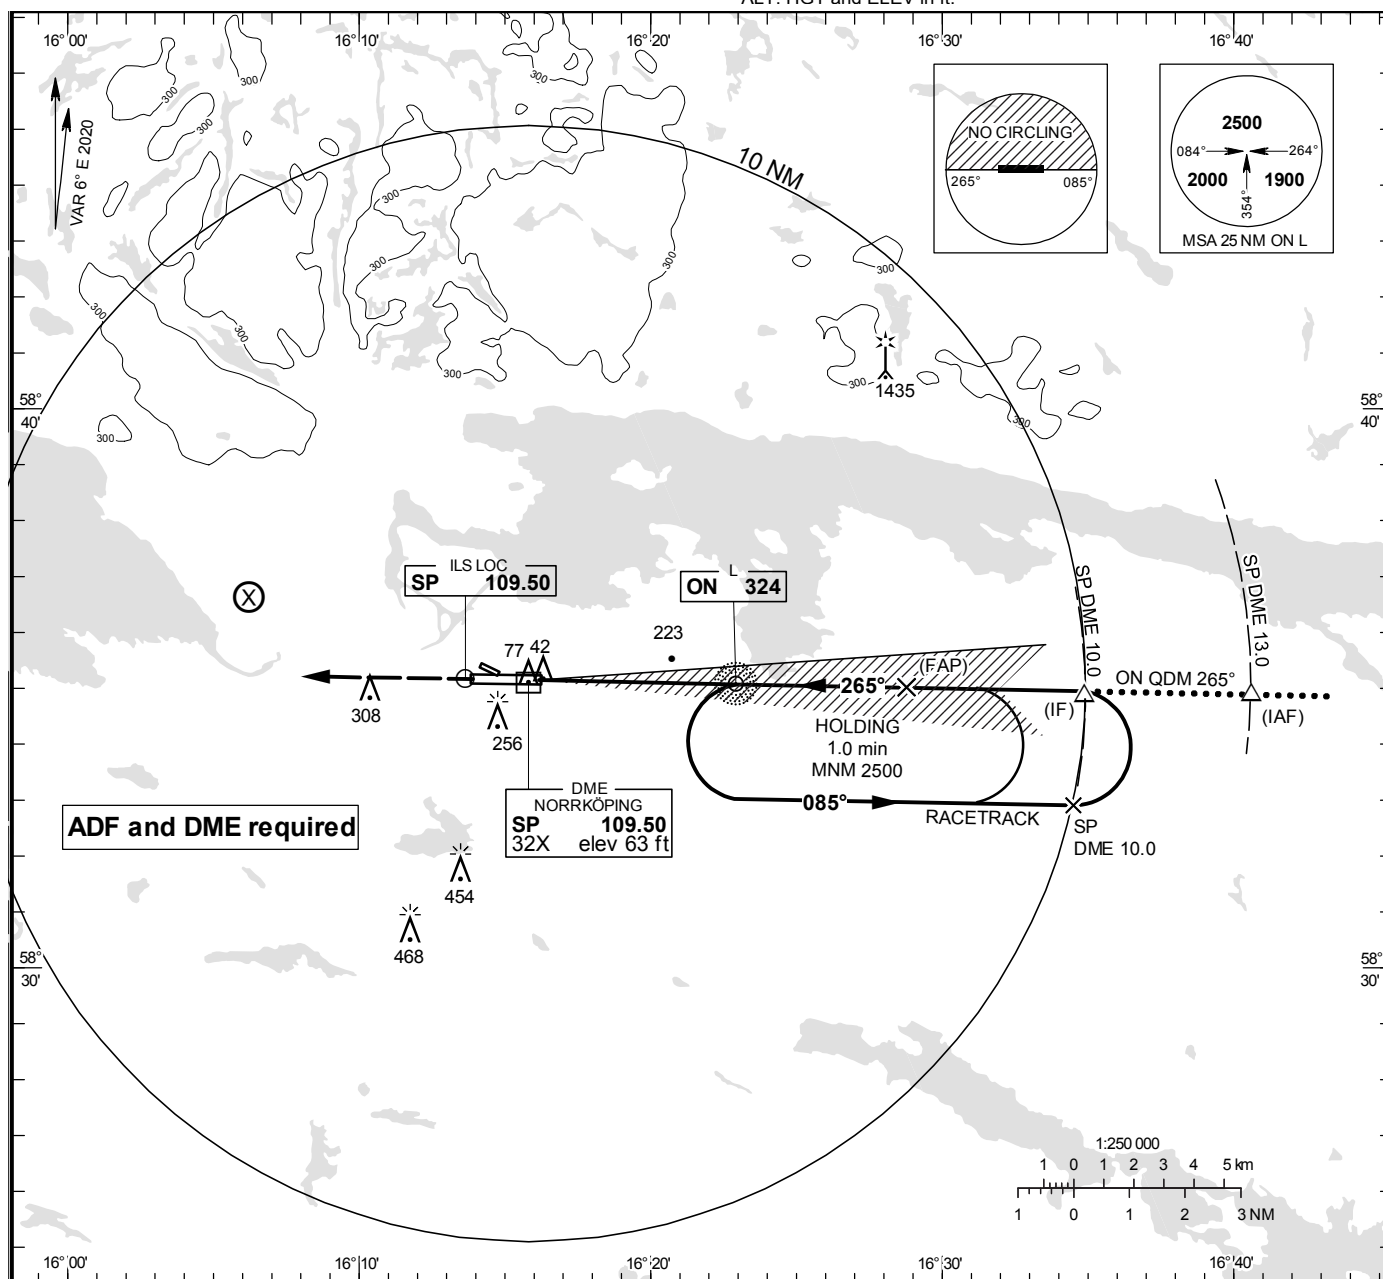 ALT. HGT and ELEV in ft.
16° 00'
16° 10'
16° 20'
16° 30'
16° 40'
VAR 6° E 2020
300
300
300
300
300
300
300
300
300
300
300
300
300
300
10 NM
NO CIRCLING
265°
085°
2500
084°
264°
2000
1900
354°
MSA 25 NM ON L
1435
58°
40'
58°
40'
ILS LOC
SP 109.50
L
ON 324
X
77 42
223
(FAP)
SP DME 10.0
SP DME 13.0
ON QDM 265°
265°
(IF)
(IAF)
308
256
HOLDING
1.0 min
MNM 2500
085°
RACETRACK
SP
DME 10.0
DME
NORRKÖPING
SP 109.50
32X elev 63 ft
ADF and DME required
454
468
58°
30'
58°
30'
1:250 000
1 0 1 2 3 4 5 km
1 0 1 2 3 NM
16° 00'
16° 10'
16° 20'
16° 30'
16° 40'